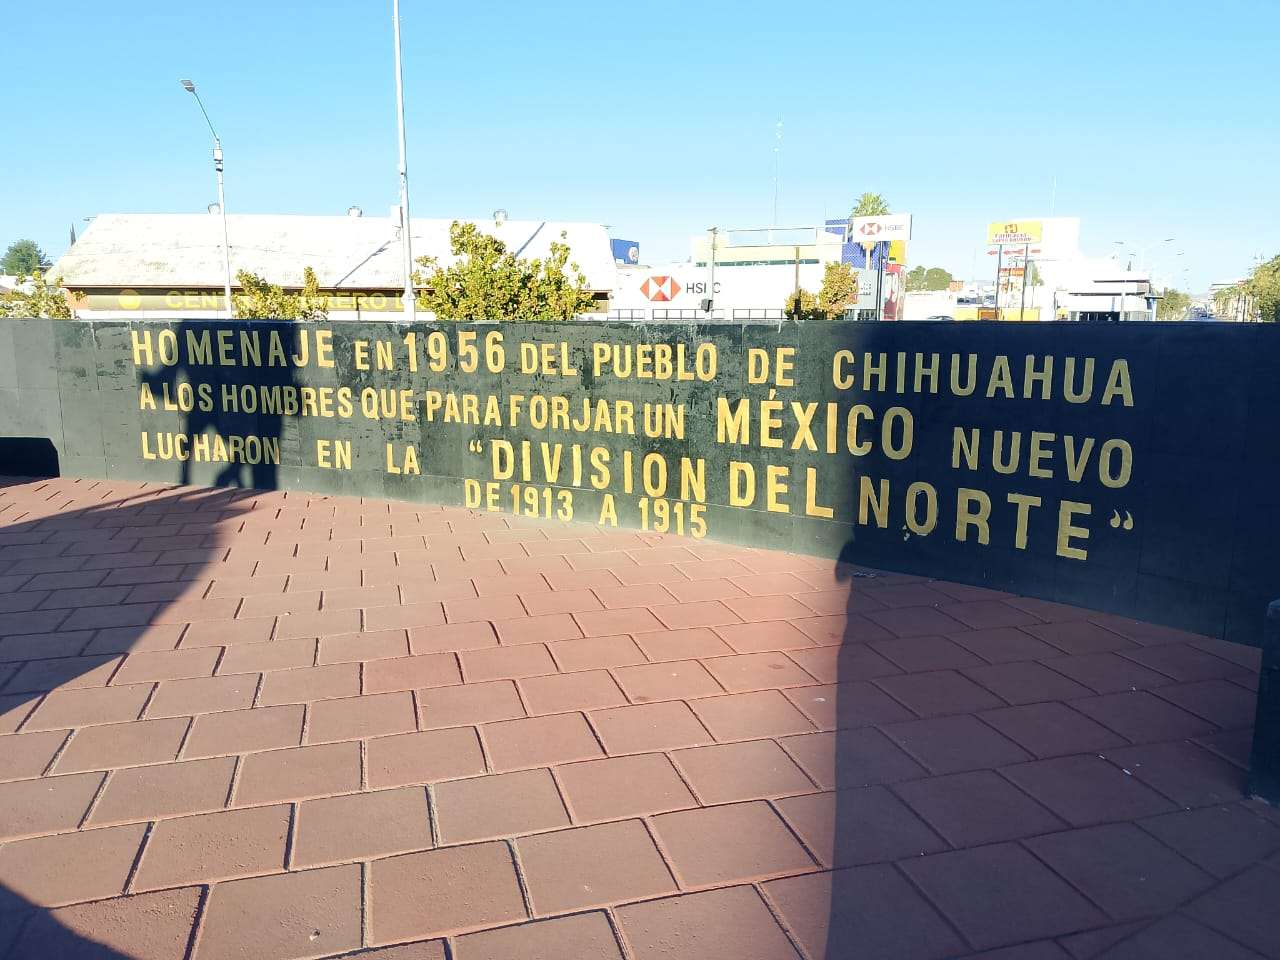 HOMENAJE EN 1956 DEL PUEBLO DE CHIHUAHUA
A LOS HOMBRES QUE PARA FORJAR UN MÉXICO NUEVO
LUCHARON EN LA "DIVISION DEL NORTE"
DE 1913 A 1915
HSBC
HSBC